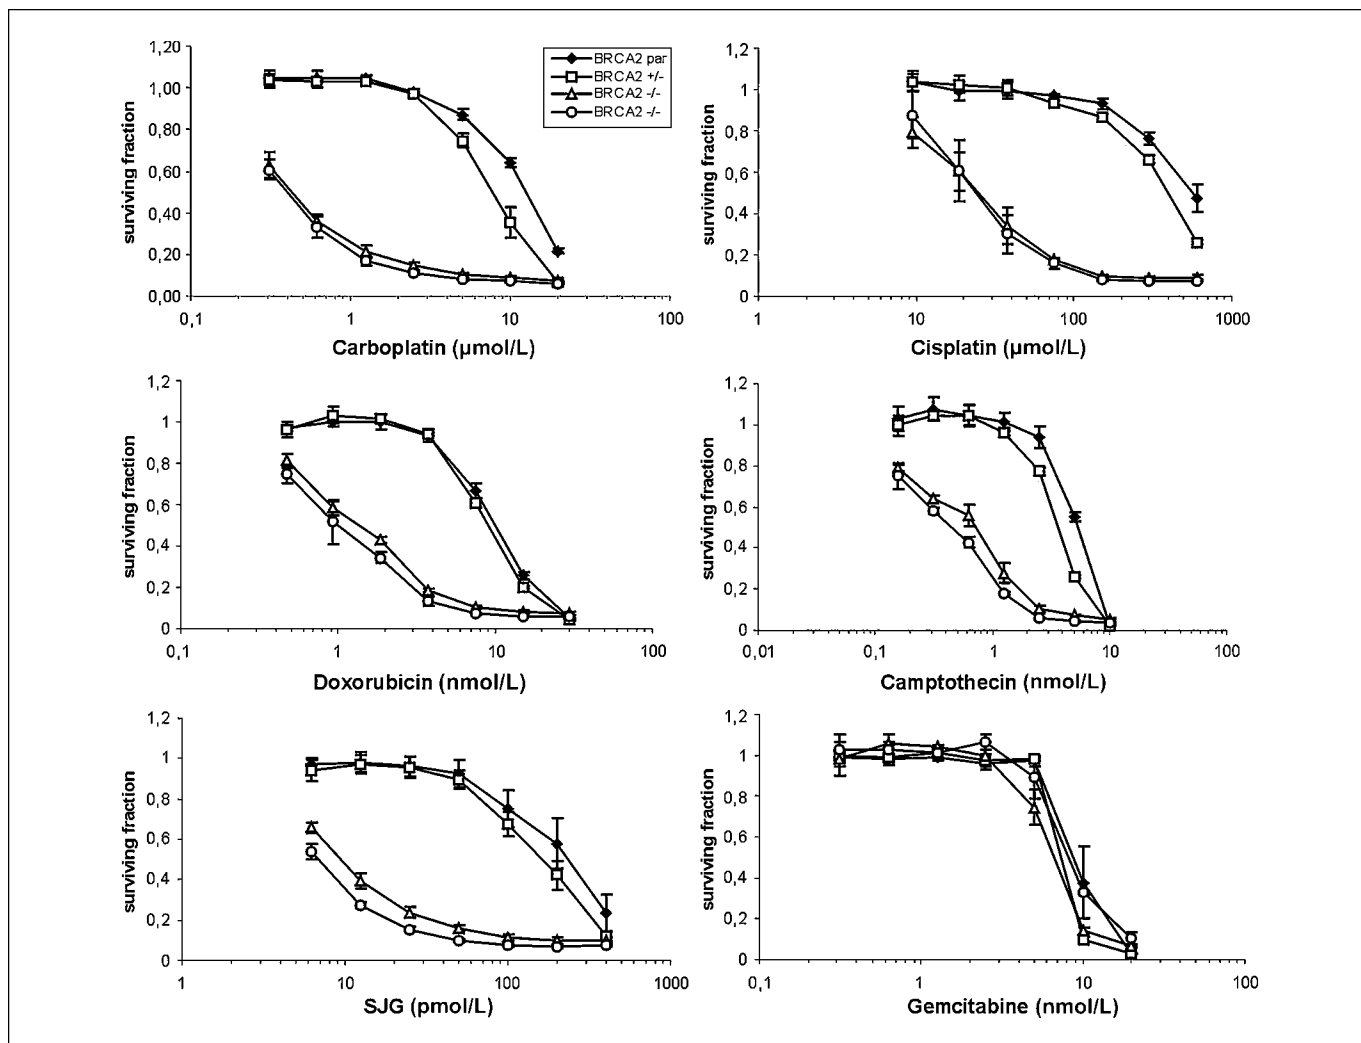 1,20
1,00
0,80
0,60
0,40
0,20
0,00
surviving fraction
0,1 1 10 100
Carboplatin (µmol/L)
BRCA2 par
BRCA2 +/-
BRCA2 -/-
BRCA2 -/-
1,2
1
0,8
0,6
0,4
0,2
0
surviving fraction
1 10 100 1000
Cisplatin (µmol/L)
1,2
1
0,8
0,6
0,4
0,2
0
surviving fraction
0,1 1 10 100
Doxorubicin (nmol/L)
1,2
1
0,8
0,6
0,4
0,2
0
surviving fraction
0,01 0,1 1 10 100
Camptothecin (nmol/L)
1,2
1
0,8
0,6
0,4
0,2
0
surviving fraction
1 10 100 1000
SJG (pmol/L)
1,2
1
0,8
0,6
0,4
0,2
0
surviving fraction
0,1 1 10 100
Gemcitabine (nmol/L)